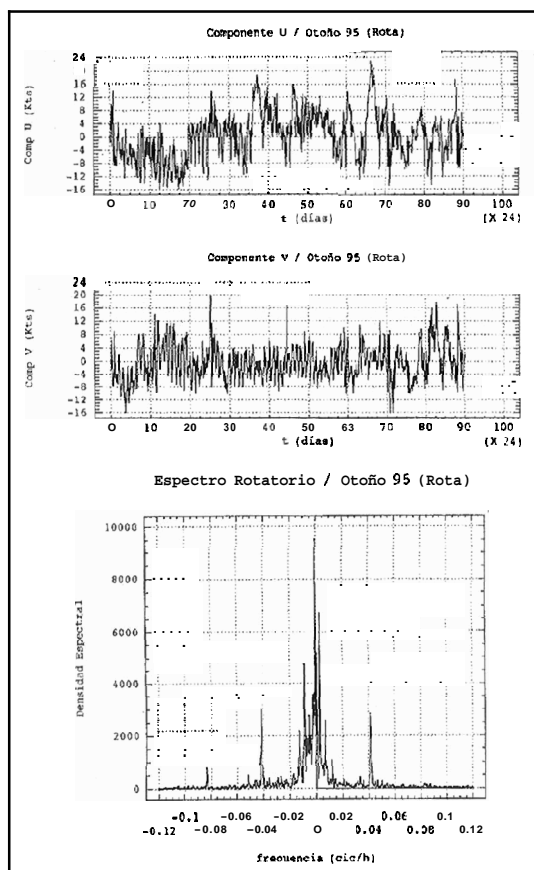 Componente U / Otoño 95 (Rota)
Comp U (Kts)
24
20
16
12
8
4
0
-4
-8
-12
-16
0 10 70 30 40 50 60 70 80 90 100
t (días)
(X 24)
Componente V / Otoño 95 (Rota)
Comp V (Kts)
24
20
16
12
8
4
0
-4
-8
-12
-16
0 10 20 30 40 50 63 70 80 90 100
t (días)
(X 24)
Espectro Rotatorio / Otoño 95 (Rota)
Densidad Espectral
10000
8000
6000
4000
2000
0
-0.1 -0.06 -0.02 0.02 0.06 0.1
-0.12 -0.08 -0.04 0 0.04 0.08 0.12
frecuencia (cic/h)